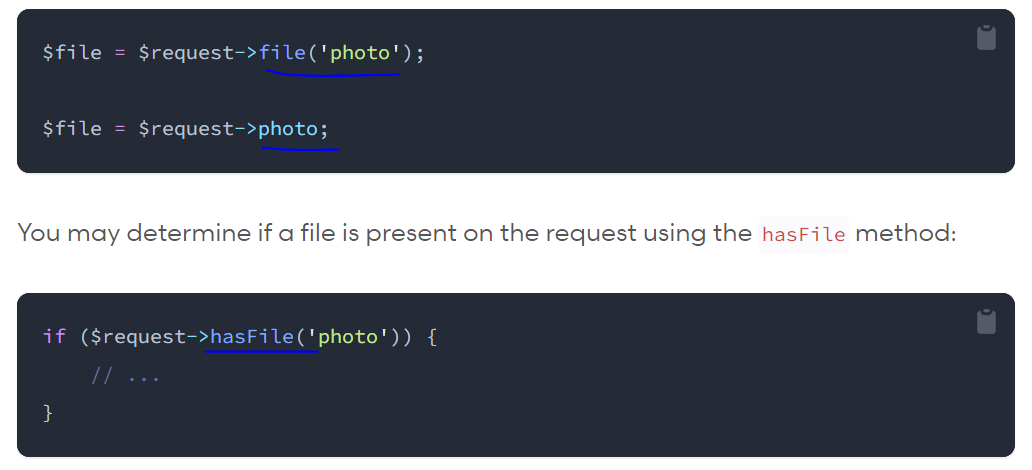 $file = $request->file('photo');
$file = $request->photo;
You may determine if a file is present on the request using the hasFile method:
if ($request->hasFile('photo')) {
// ...
}